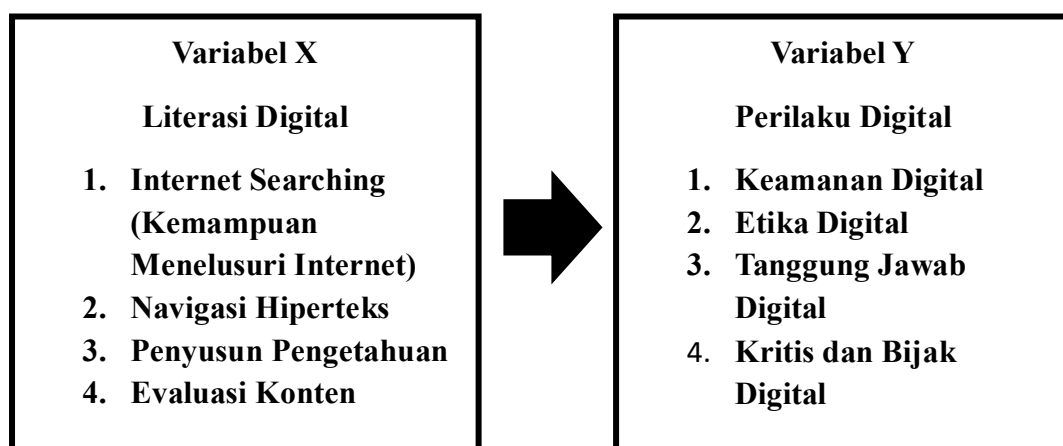 Variabel X
Literasi Digital
1. Internet Searching
(Kemampuan
Menelusuri Internet)
2. Navigasi Hiperteks
3. Penyusun Pengetahuan
4. Evaluasi Konten
Variabel Y
Perilaku Digital
1. Keamanan Digital
2. Etika Digital
3. Tanggung Jawab
Digital
4. Kritis dan Bijak
Digital